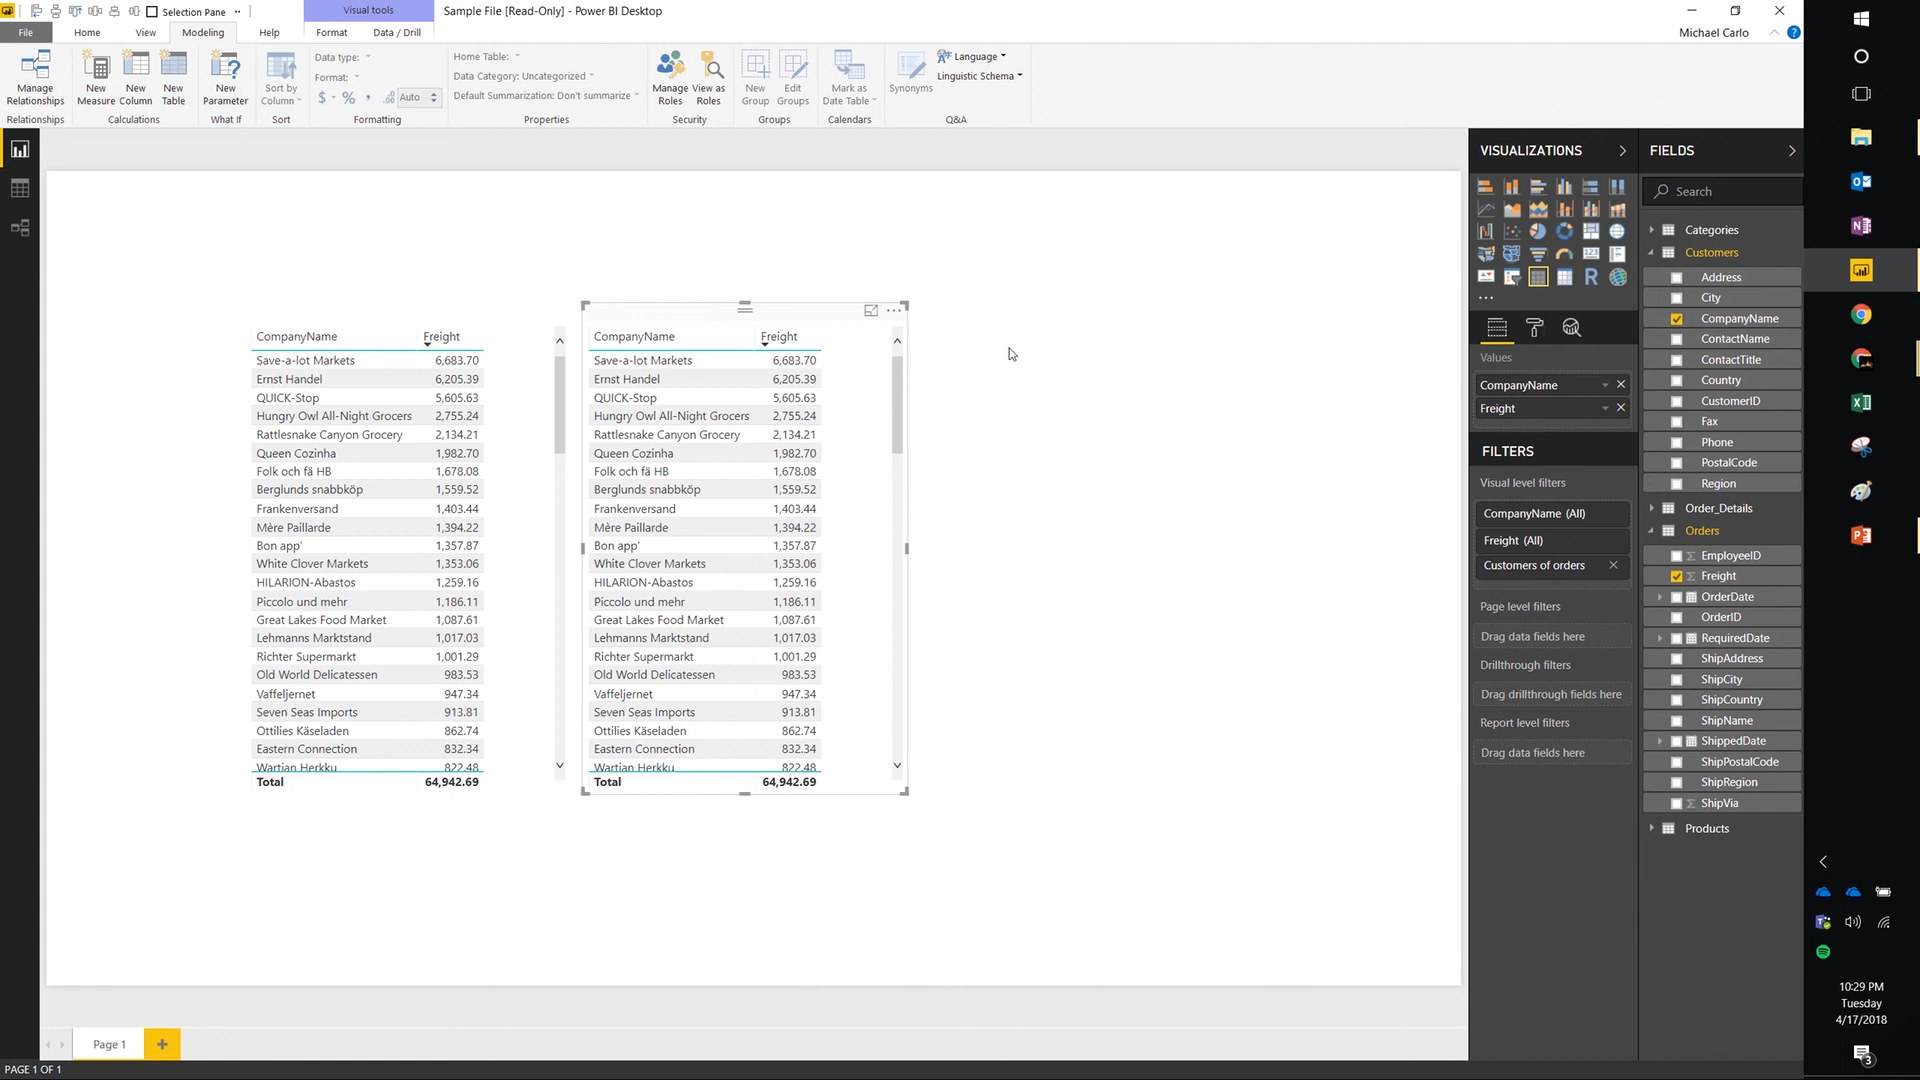 Selection Pane
Visual tools
Sample File [Read-Only] - Power BI Desktop
File
Home
View
Modeling
Help
Format
Data / Drill
Michael Carlo
?
Manage
Relationships
New
Measure
New
Column
New
Table
New
Parameter
Sort by
Column
Data type:
Format:
$ % , Auto
Home Table:
Data Category: Uncategorized
Default Summarization: Don't summarize
Manage
Roles
View as
Roles
New
Group
Edit
Groups
Mark as
Date Table
Synonyms
Language
Linguistic Schema
Relationships
Calculations
What If
Sort
Formatting
Properties
Security
Groups
Calendars
Q&A
CompanyName Freight
Save-a-lot Markets 6,683.70
Ernst Handel 6,205.39
QUICK-Stop 5,605.63
Hungry Owl All-Night Grocers 2,755.24
Rattlesnake Canyon Grocery 2,134.21
Queen Cozinha 1,982.70
Folk och fä HB 1,678.08
Berglunds snabbköp 1,559.52
Frankenversand 1,403.44
Mère Paillarde 1,394.22
Bon app' 1,357.87
White Clover Markets 1,353.06
HILARION-Abastos 1,259.16
Piccolo und mehr 1,186.11
Great Lakes Food Market 1,087.61
Lehmanns Marktstand 1,017.03
Richter Supermarkt 1,001.29
Old World Delicatessen 983.53
Vaffeljernet 947.34
Seven Seas Imports 913.81
Ottilies Käseladen 862.74
Eastern Connection 832.34
Wartian Herkku 822.48
Total 64,942.69
CompanyName Freight
Save-a-lot Markets 6,683.70
Ernst Handel 6,205.39
QUICK-Stop 5,605.63
Hungry Owl All-Night Grocers 2,755.24
Rattlesnake Canyon Grocery 2,134.21
Queen Cozinha 1,982.70
Folk och fä HB 1,678.08
Berglunds snabbköp 1,559.52
Frankenversand 1,403.44
Mère Paillarde 1,394.22
Bon app' 1,357.87
White Clover Markets 1,353.06
HILARION-Abastos 1,259.16
Piccolo und mehr 1,186.11
Great Lakes Food Market 1,087.61
Lehmanns Marktstand 1,017.03
Richter Supermarkt 1,001.29
Old World Delicatessen 983.53
Vaffeljernet 947.34
Seven Seas Imports 913.81
Ottilies Käseladen 862.74
Eastern Connection 832.34
Wartian Herkku 822.48
Total 64,942.69
VISUALIZATIONS
R
Values
CompanyName
Freight
FILTERS
Visual level filters
CompanyName (All)
Freight (All)
Customers of orders
Page level filters
Drag data fields here
Drillthrough filters
Drag drillthrough fields here
Report level filters
Drag data fields here
FIELDS
Search
Categories
Customers
Address
City
CompanyName
ContactName
ContactTitle
Country
CustomerID
Fax
Phone
PostalCode
Region
Order_Details
Orders
EmployeeID
Freight
OrderDate
OrderID
RequiredDate
ShipAddress
ShipCity
ShipCountry
ShipName
ShippedDate
ShipPostalCode
ShipRegion
ShipVia
Products
10:29 PM
Tuesday
4/17/2018
3
Page 1
PAGE 1 OF 1